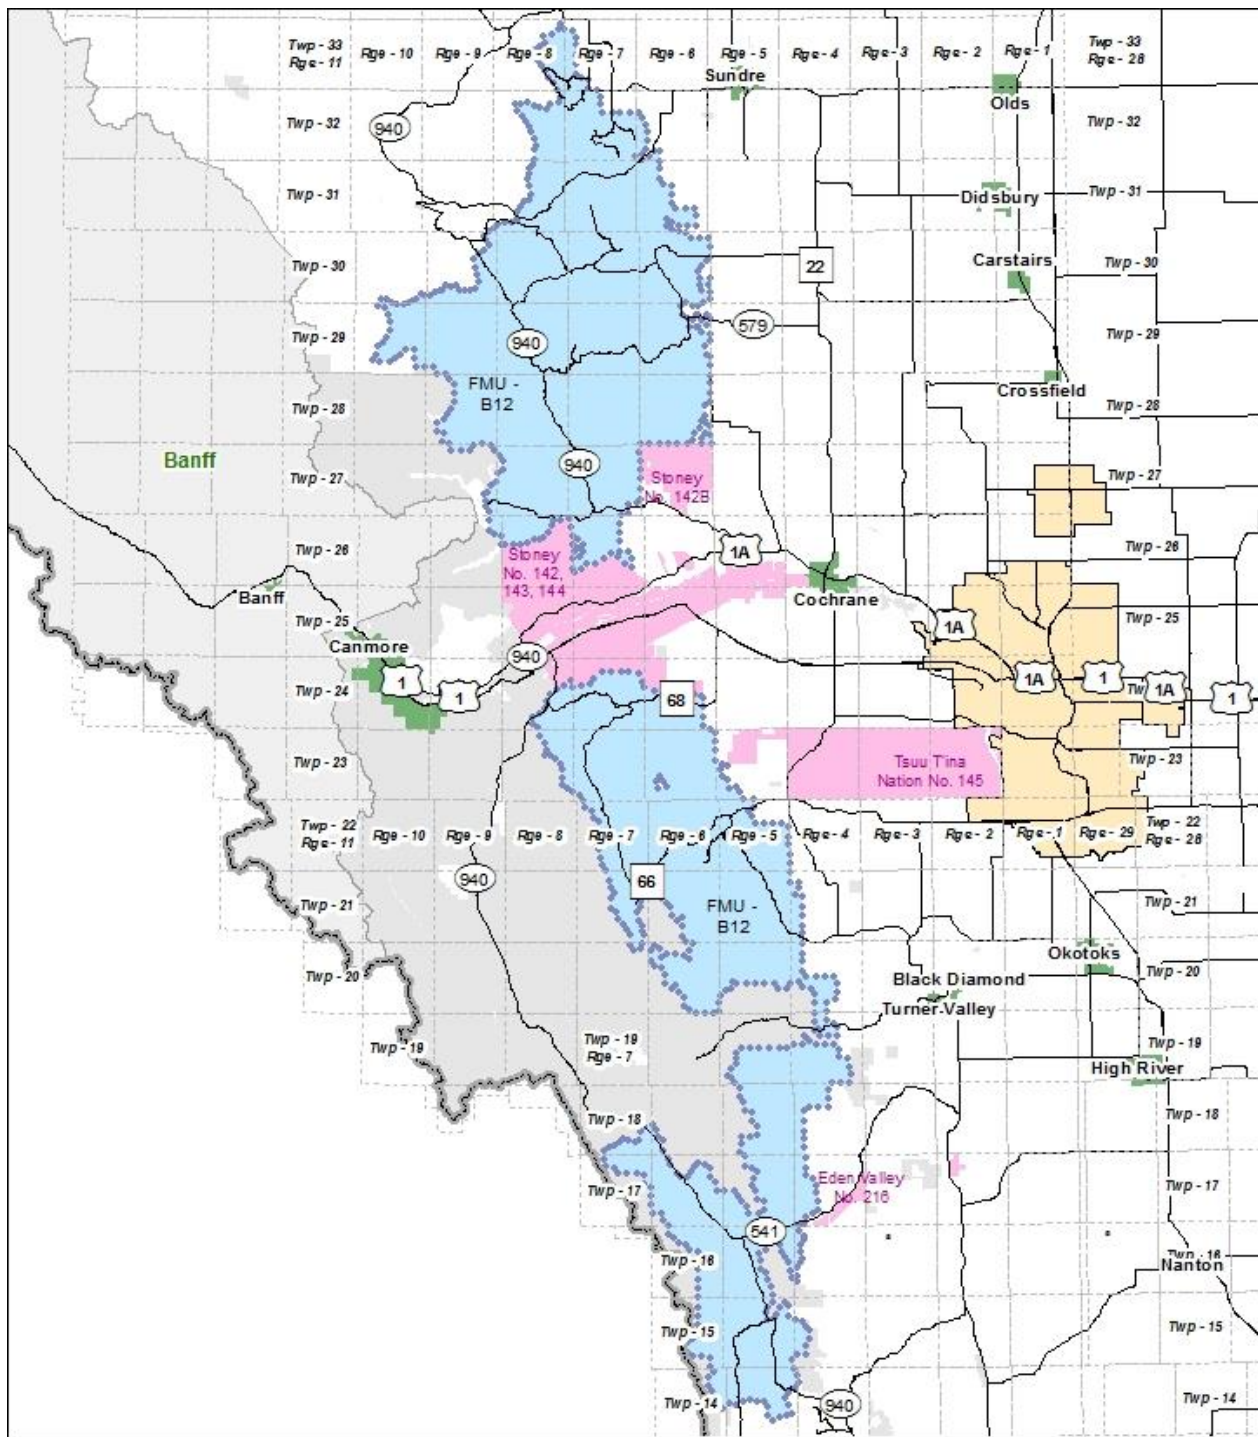 Twp - 33
Rge - 11
Rge - 10
Rge - 9
Rge - 8
Rge - 7
Rge - 6
Rge - 5
Rge - 4
Rge - 3
Rge - 2
Rge - 1
Twp - 33
Rge - 28
Sundre
Olds
Twp - 32
940
Twp - 32
Twp - 31
Didsbury
Twp - 31
Twp - 30
22
Carstairs
Twp - 30
Twp - 29
940
579
Twp - 29
FMU -
B12
Crossfield
Twp - 28
Twp - 28
Banff
940
Twp - 27
Stoney
No. 142B
Twp - 27
Twp - 26
Stoney
No. 142,
143, 144
1A
Twp - 26
Banff
Cochrane
Twp - 25
1A
Twp - 25
Canmore
940
Twp - 24
1
1
68
1A
1
Tw
1A
1
Twp - 23
Tsuu T'ina
Nation No. 145
Twp - 23
Twp - 22
Rge - 11
Rge - 10
Rge - 9
Rge - 8
Rge - 7
Rge - 6
Rge - 5
Rge - 4
Rge - 3
Rge - 2
Rge - 1
Rge - 29
Twp - 22
Rge - 28
940
66
Twp - 21
FMU -
B12
Twp - 21
Okotoks
Twp - 20
Black Diamond
Twp - 20
Turner Valley
Twp - 19
Twp - 19
Rge - 7
Twp - 19
High River
Twp - 18
Twp - 18
Twp - 17
Eden Valley
No. 216
Twp - 17
541
Twp - 16
Twp - 16
Nanton
Twp - 15
Twp - 15
Twp - 14
940
Twp - 14